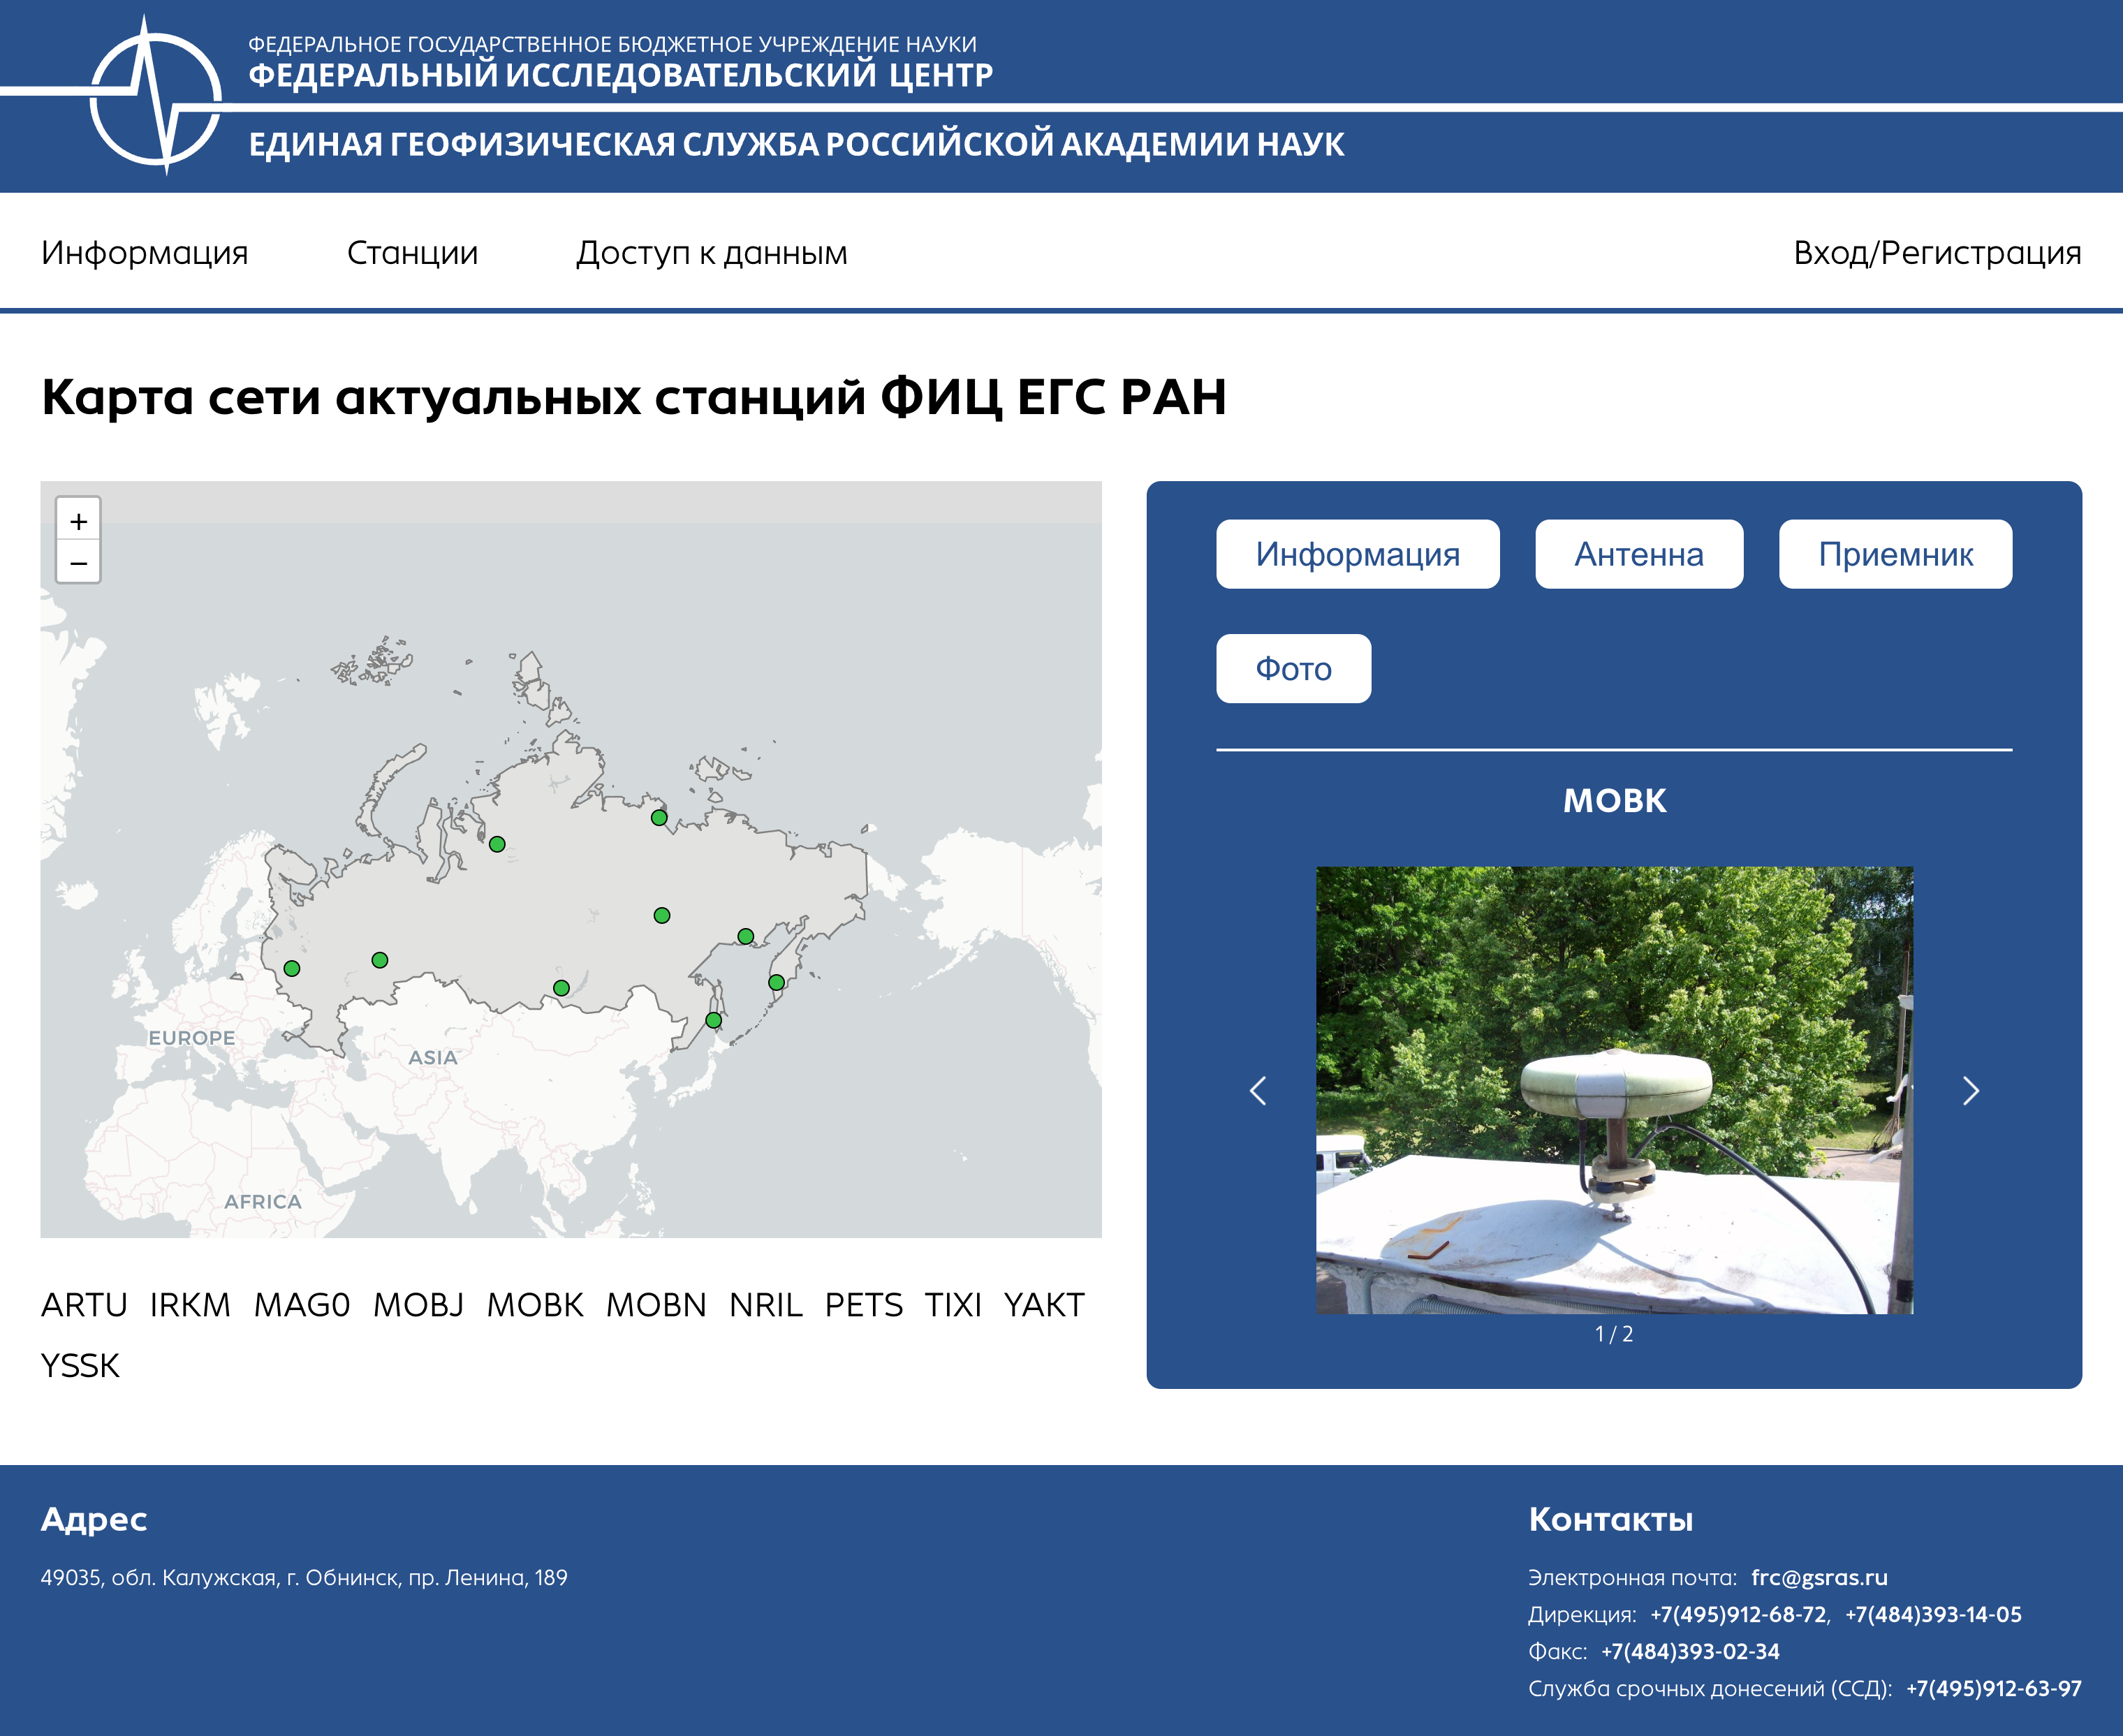 ФЕДЕРАЛЬНОЕ ГОСУДАРСТВЕННОЕ БЮДЖЕТНОЕ УЧРЕЖДЕНИЕ НАУКИ
ФЕДЕРАЛЬНЫЙ ИССЛЕДОВАТЕЛЬСКИЙ ЦЕНТР
ЕДИНАЯ ГЕОФИЗИЧЕСКАЯ СЛУЖБА РОССИЙСКОЙ АКАДЕМИИ НАУК
Информация Станции Доступ к данным Вход/Регистрация
Карта сети актуальных станций ФИЦ ЕГС РАН
+
−
EUROPE
ASIA
AFRICA
ARTU IRKM MAG0 MOBJ MOBK MOBN NRIL PETS TIXI YAKT
YSSK
Информация Антенна Приемник
Фото
MOBK
1 / 2
Адрес
49035, обл. Калужская, г. Обнинск, пр. Ленина, 189
Контакты
Электронная почта: frc@gsras.ru
Дирекция: +7(495)912-68-72, +7(484)393-14-05
Факс: +7(484)393-02-34
Служба срочных донесений (ССД): +7(495)912-63-97